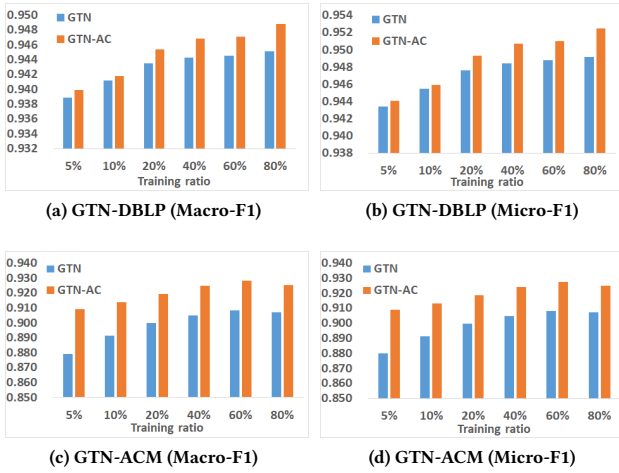 0.950
0.948
0.946
0.944
0.942
0.940
0.938
0.936
0.934
0.932
GTN
GTN-AC
5% 10% 20% 40% 60% 80%
Training ratio
(a) GTN-DBLP (Macro-F1)
0.954
0.952
0.950
0.948
0.946
0.944
0.942
0.940
0.938
GTN
GTN-AC
5% 10% 20% 40% 60% 80%
Training ratio
(b) GTN-DBLP (Micro-F1)
0.940
0.930
0.920
0.910
0.900
0.890
0.880
0.870
0.860
0.850
GTN
GTN-AC
5% 10% 20% 40% 60% 80%
Training ratio
(c) GTN-ACM (Macro-F1)
0.940
0.930
0.920
0.910
0.900
0.890
0.880
0.870
0.860
0.850
GTN
GTN-AC
5% 10% 20% 40% 60% 80%
Training ratio
(d) GTN-ACM (Micro-F1)